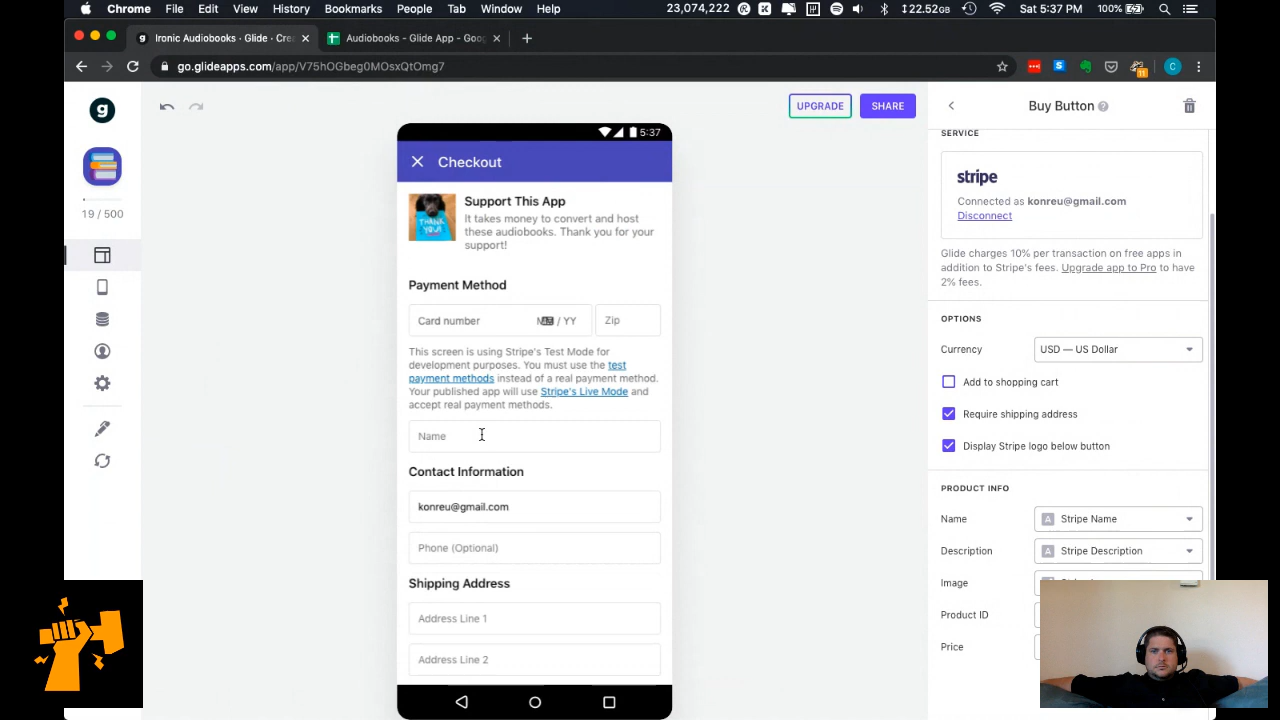 Chrome File Edit View History Bookmarks People Tab Window Help 23,074,222 22.52GB Sat 5:37 PM 100%
Ironic Audiobooks · Glide · Cre
Audiobooks - Glide App - Goo
go.glideapps.com/app/V75hOGbeg0MOsxQtOmg7
11
C
g
19 / 500
UPGRADE
SHARE
5:37
Checkout
Support This App
It takes money to convert and host
these audiobooks. Thank you for your
support!
THANK YOU!
Payment Method
Card number
/ YY
Zip
This screen is using Stripe's Test Mode for
development purposes. You must use the test
payment methods instead of a real payment method.
Your published app will use Stripe's Live Mode and
accept real payment methods.
Name
Contact Information
konreu@gmail.com
Phone (Optional)
Shipping Address
Address Line 1
Address Line 2
Buy Button
SERVICE
stripe
Connected as konreu@gmail.com
Disconnect
Glide charges 10% per transaction on free apps in
addition to Stripe's fees. Upgrade app to Pro to have
2% fees.
OPTIONS
Currency
USD — US Dollar
Add to shopping cart
Require shipping address
Display Stripe logo below button
PRODUCT INFO
Name
Stripe Name
Description
Stripe Description
Image
Product ID
Price